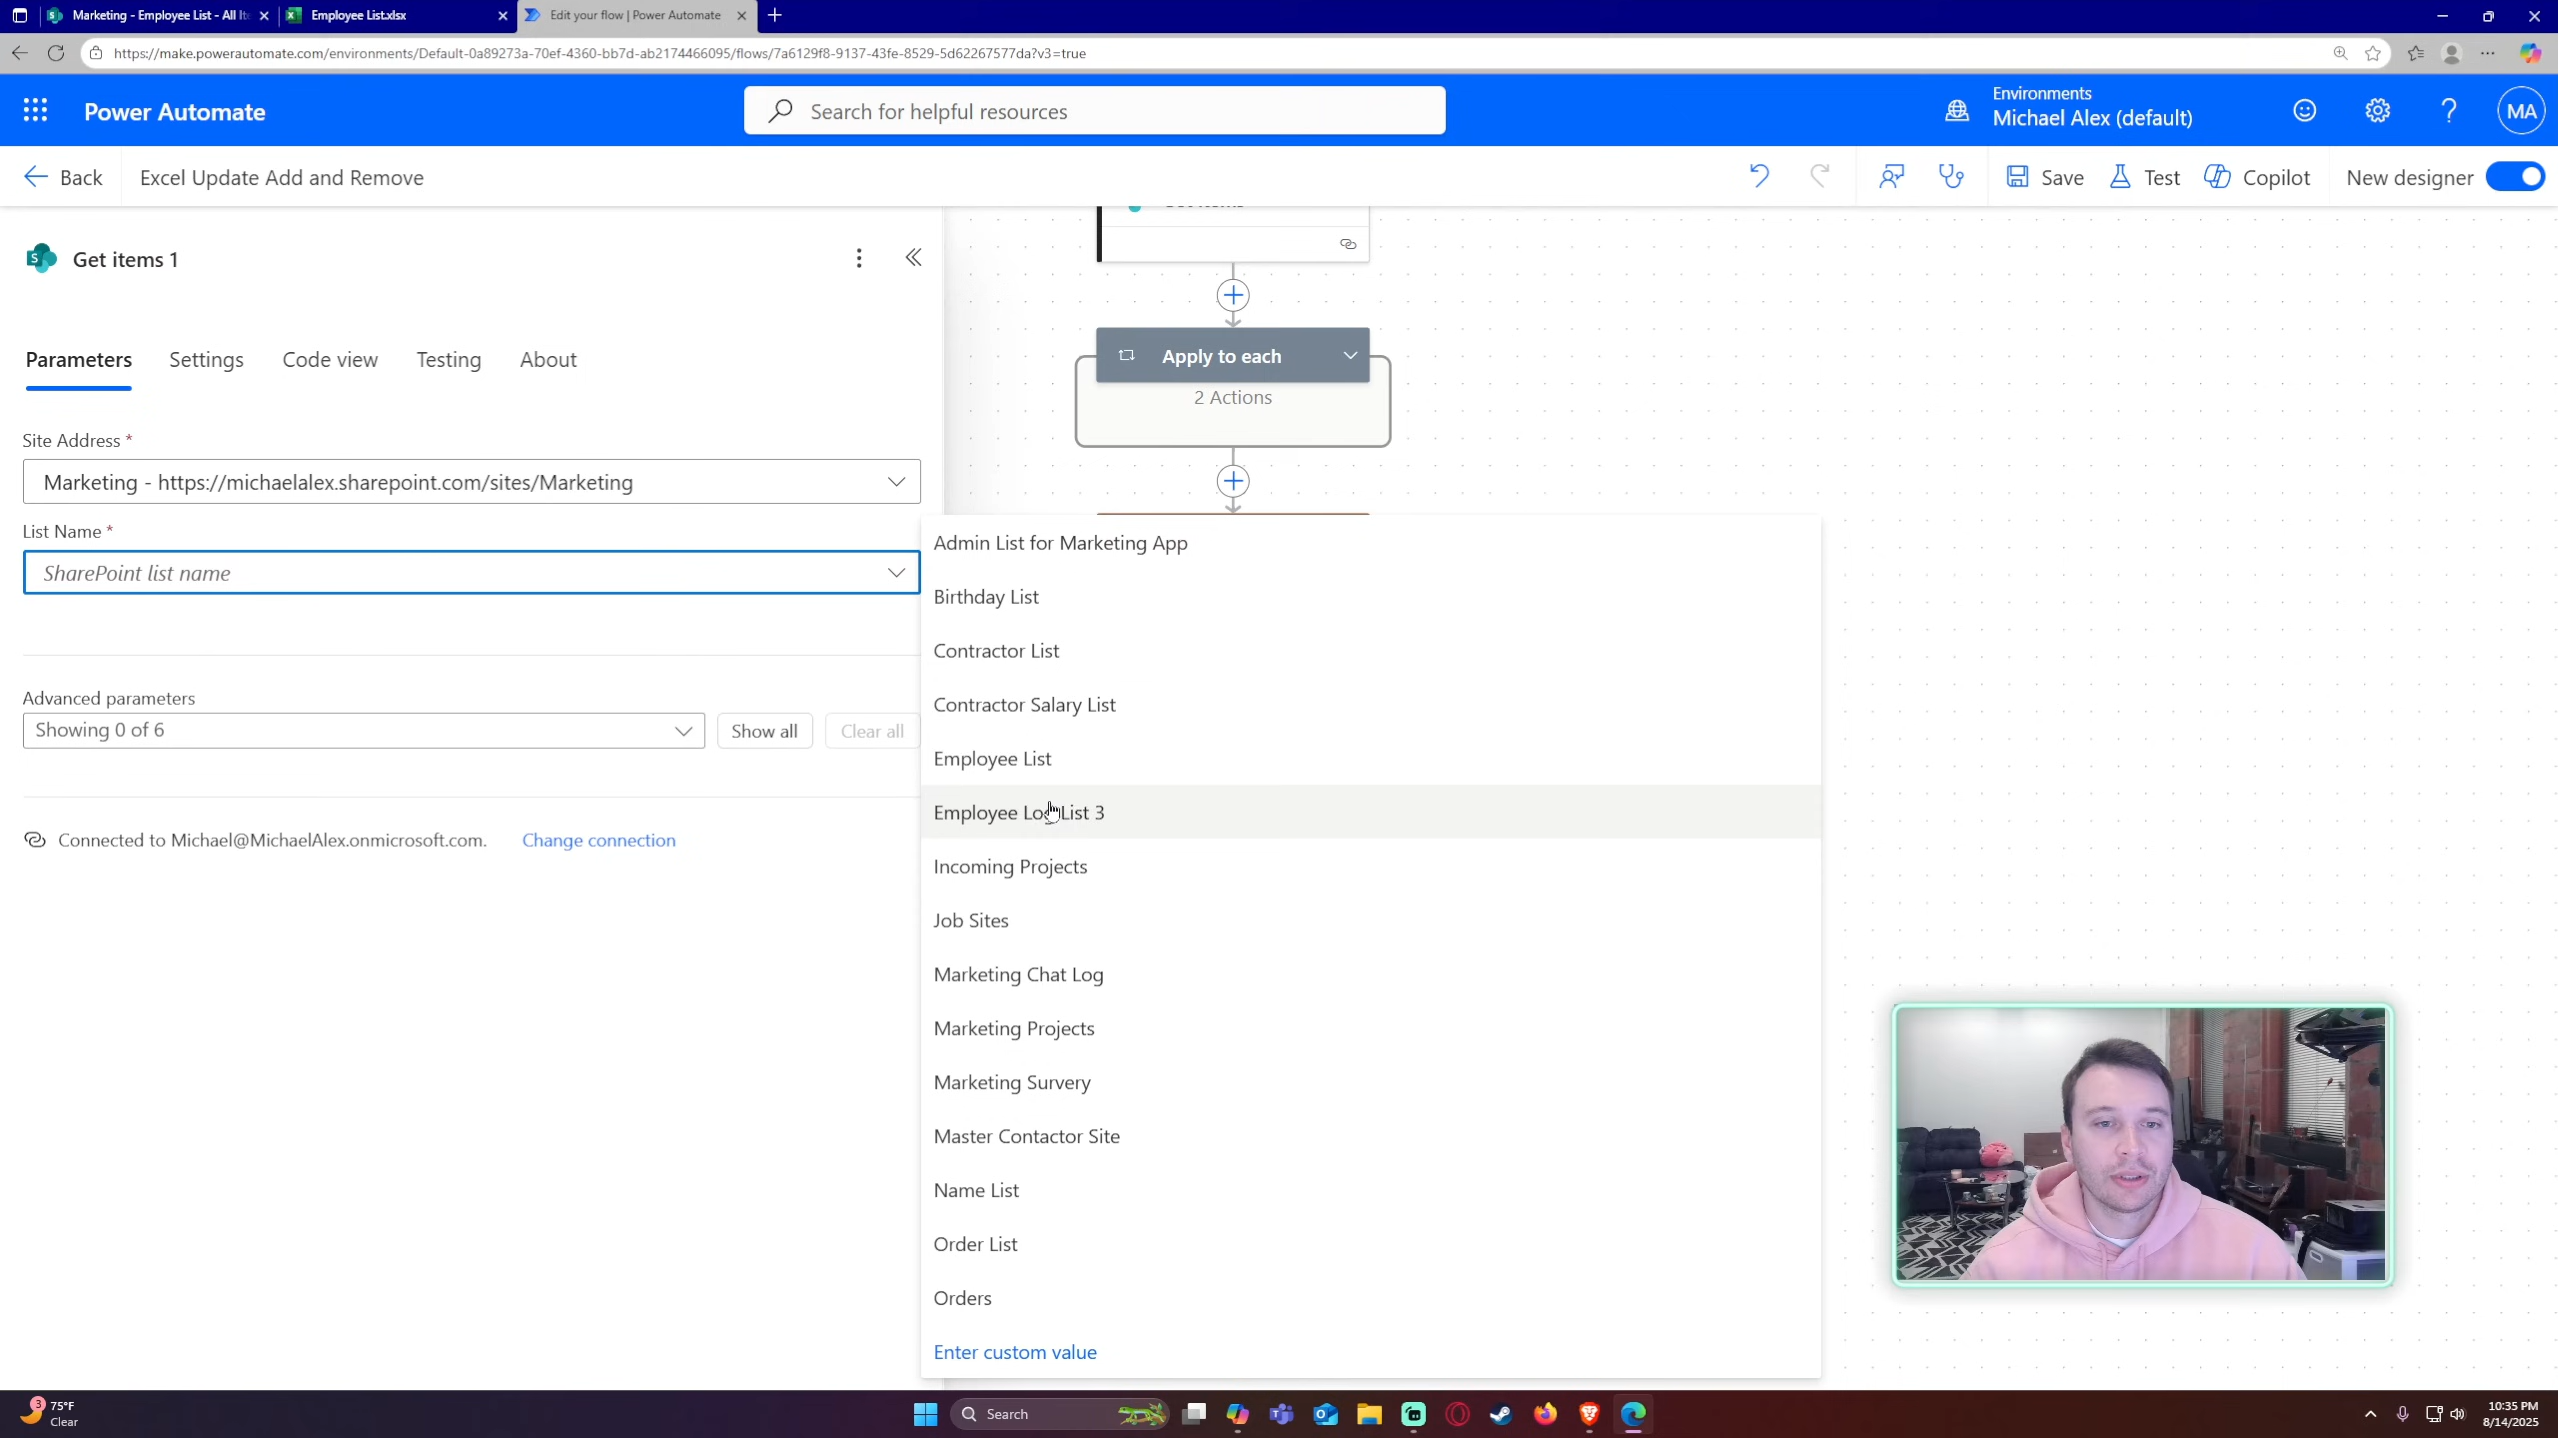 Marketing - Employee List - All It
Employee List.xlsx
Edit your flow | Power Automate
https://make.powerautomate.com/environments/Default-0a89273a-70ef-4360-bb7d-ab2174466095/flows/7a6129f8-9137-43fe-8529-5d62267577da?v3=true
Power Automate
Search for helpful resources
Environments
Michael Alex (default)
MA
Back
Excel Update Add and Remove
Save
Test
Copilot
New designer
Get items 1
Parameters
Settings
Code view
Testing
About
Site Address *
Marketing - https://michaelalex.sharepoint.com/sites/Marketing
List Name *
SharePoint list name
Advanced parameters
Showing 0 of 6
Show all
Clear all
Connected to Michael@MichaelAlex.onmicrosoft.com.
Change connection
Apply to each
2 Actions
Admin List for Marketing App
Birthday List
Contractor List
Contractor Salary List
Employee List
Employee Log List 3
Incoming Projects
Job Sites
Marketing Chat Log
Marketing Projects
Marketing Survery
Master Contactor Site
Name List
Order List
Orders
Enter custom value
3
75°F
Clear
Search
10:35 PM
8/14/2025